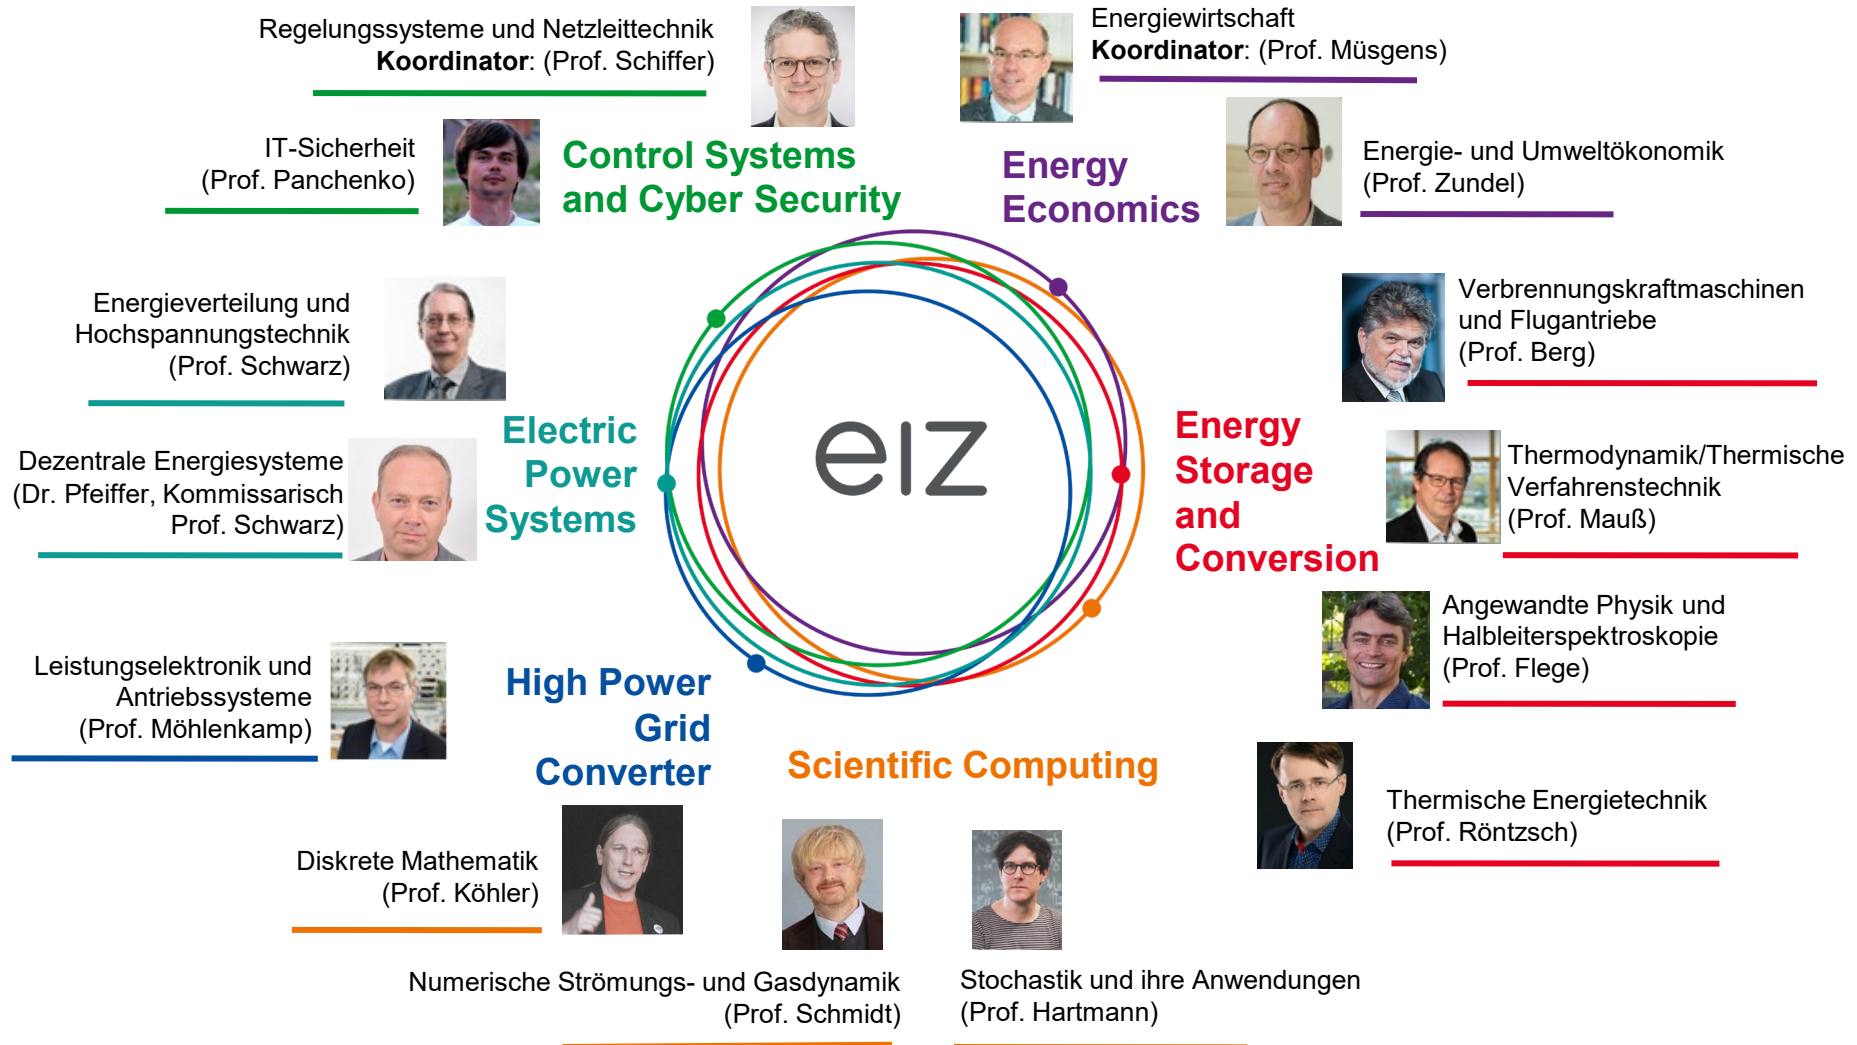 Regelungssysteme und Netzleittechnik
Koordinator: (Prof. Schiffer)
Energiewirtschaft
Koordinator: (Prof. Müsgens)
IT-Sicherheit
(Prof. Panchenko)
Control Systems
and Cyber Security
Energy
Economics
Energie- und Umweltökonomik
(Prof. Zundel)
Energieverteilung und
Hochspannungstechnik
(Prof. Schwarz)
Verbrennungskraftmaschinen
und Flugantriebe
(Prof. Berg)
Electric
Power
Systems
eIZ
Energy
Storage
and
Conversion
Dezentrale Energiesysteme
(Dr. Pfeiffer, Kommissarisch
Prof. Schwarz)
Thermodynamik/Thermische
Verfahrenstechnik
(Prof. Mauß)
Angewandte Physik und
Halbleiterspektroskopie
(Prof. Flege)
Leistungselektronik und
Antriebssysteme
(Prof. Möhlenkamp)
High Power
Grid
Converter
Scientific Computing
Thermische Energietechnik
(Prof. Röntzsch)
Diskrete Mathematik
(Prof. Köhler)
Numerische Strömungs- und Gasdynamik
(Prof. Schmidt)
Stochastik und ihre Anwendungen
(Prof. Hartmann)